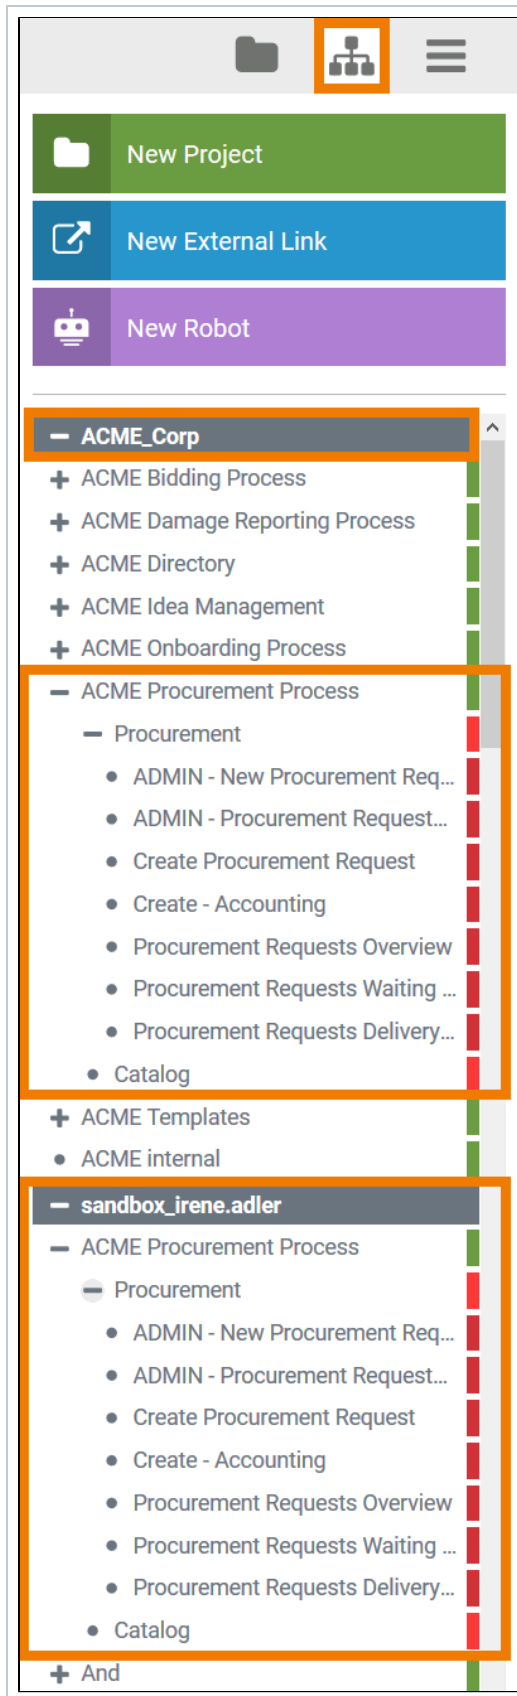 New Project
New External Link
New Robot
ACME_Corp
ACME Bidding Process
ACME Damage Reporting Process
ACME Directory
ACME Idea Management
ACME Onboarding Process
ACME Procurement Process
Procurement
ADMIN - New Procurement Req...
ADMIN - Procurement Request...
Create Procurement Request
Create - Accounting
Procurement Requests Overview
Procurement Requests Waiting ...
Procurement Requests Delivery...
Catalog
ACME Templates
ACME internal
sandbox_irene.adler
ACME Procurement Process
Procurement
ADMIN - New Procurement Req...
ADMIN - Procurement Request...
Create Procurement Request
Create - Accounting
Procurement Requests Overview
Procurement Requests Waiting ...
Procurement Requests Delivery...
Catalog
And